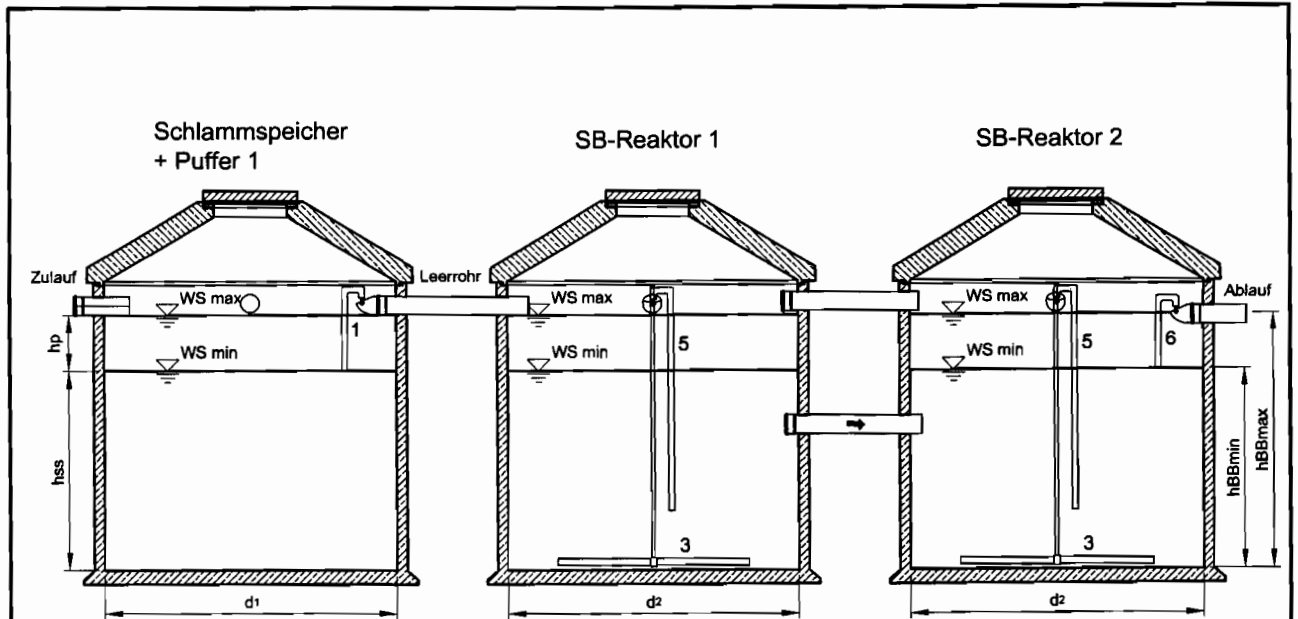 Schlammspeicher
+ Puffer 1
SB-Reaktor 1
SB-Reaktor 2
Zulauf
WS max
Leerrohr
WS max
WS max
Ablauf
1
5
5
6
hp
WS min
WS min
WS min
hss
hBBmin
hBBmax
3
3
d1
d2
d2